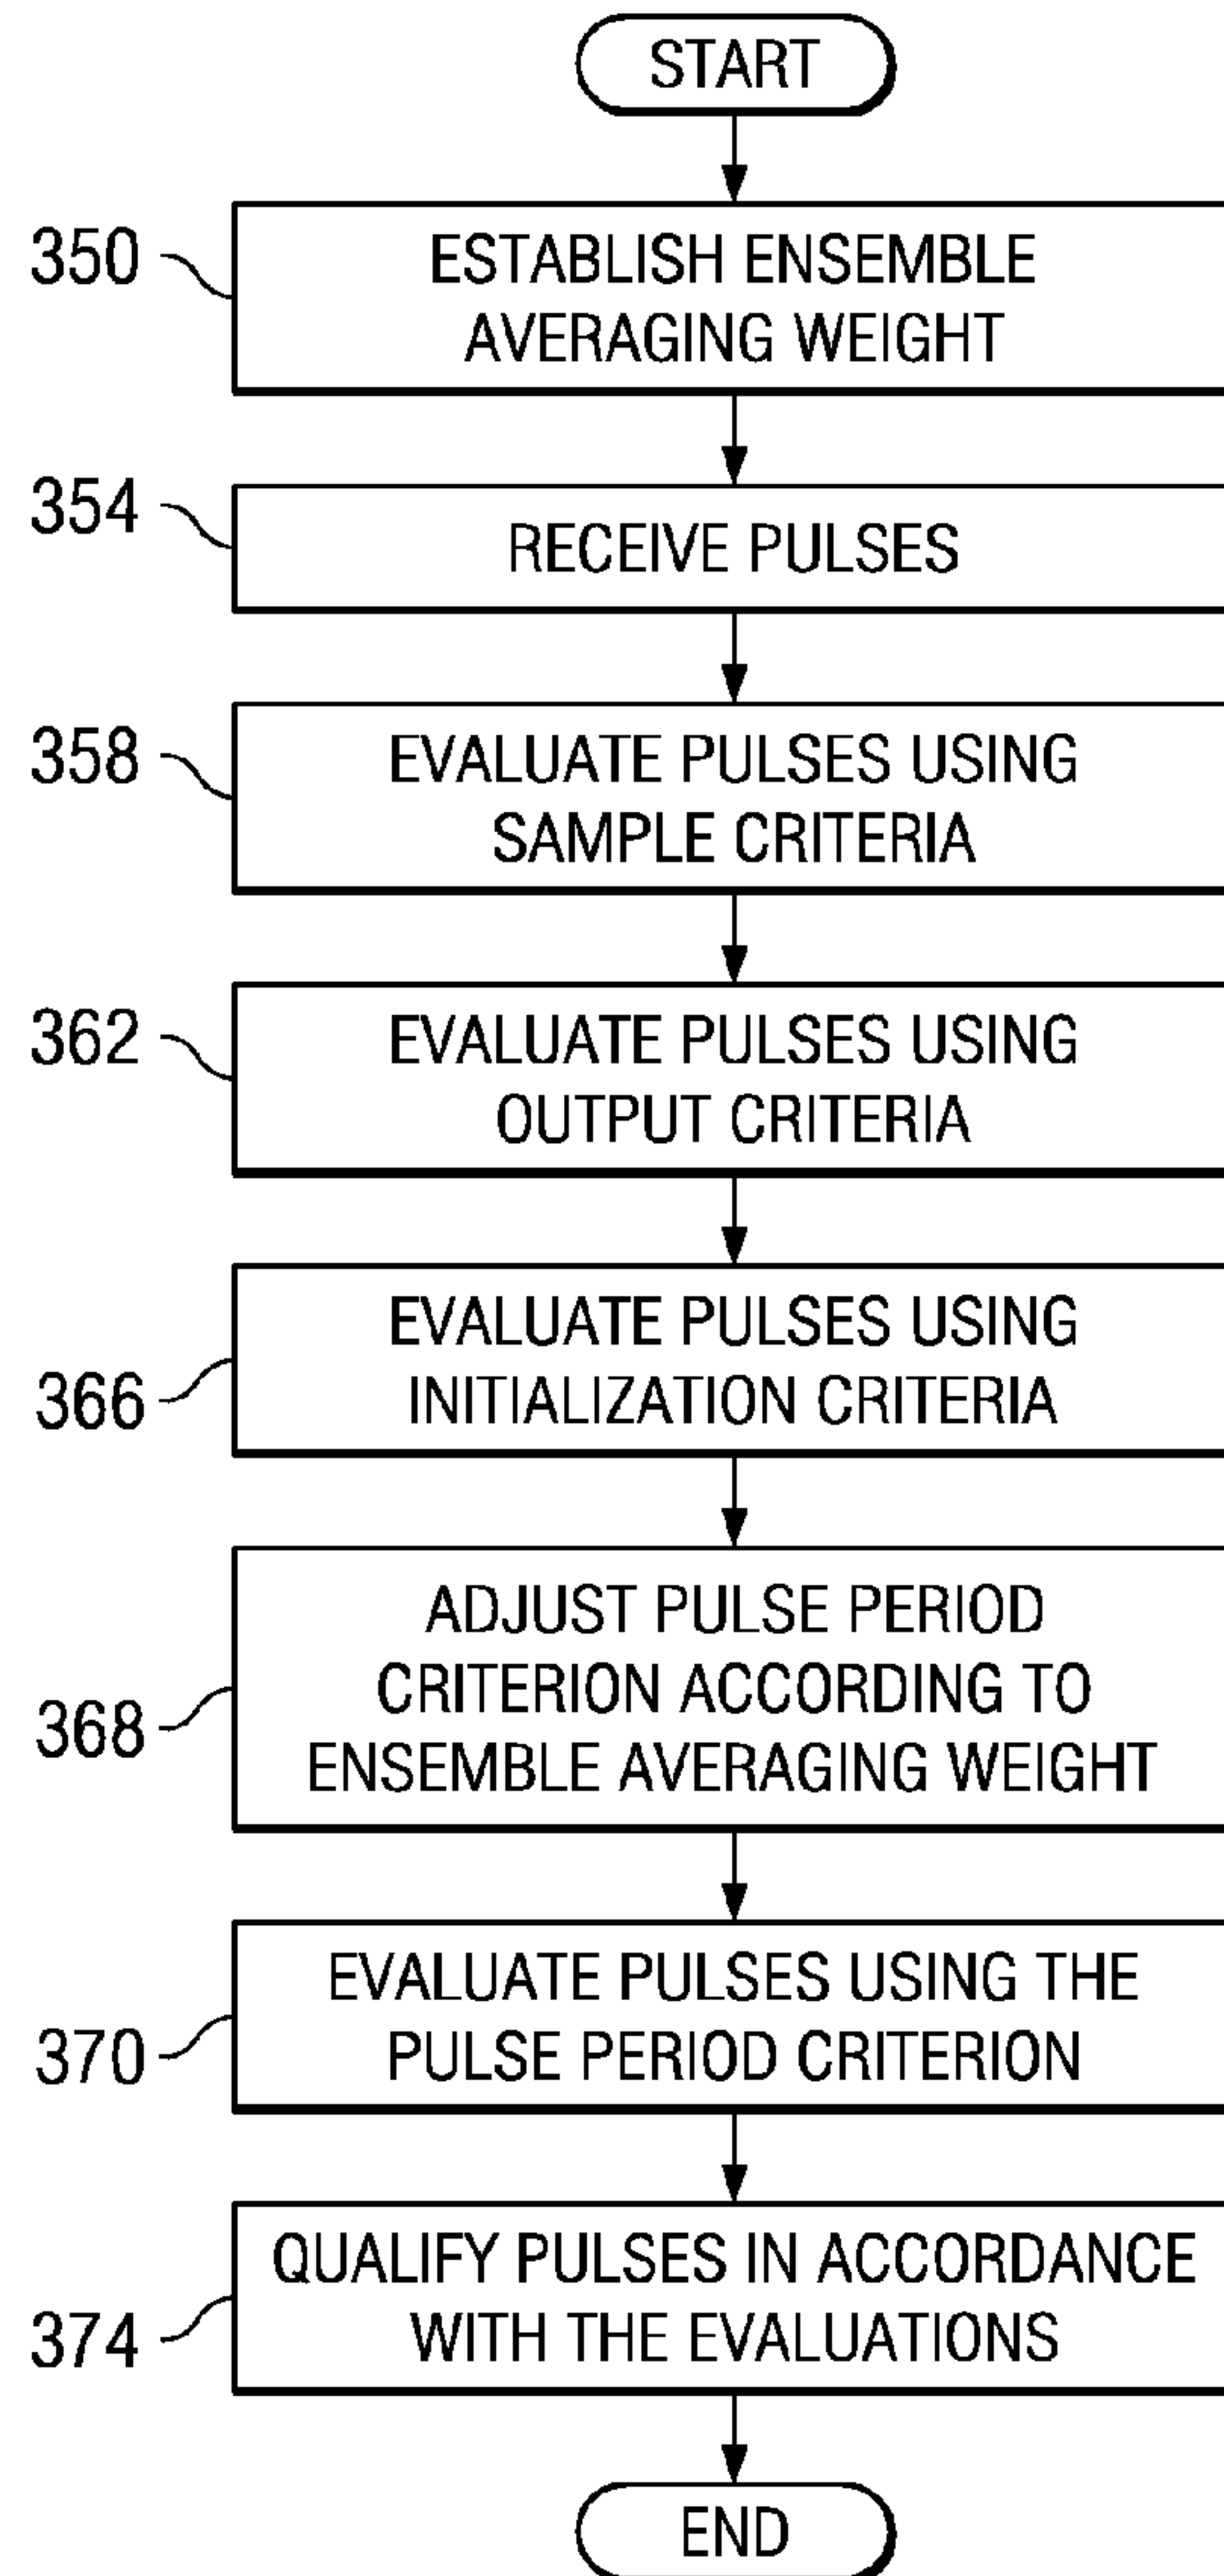 START
350
ESTABLISH ENSEMBLE
AVERAGING WEIGHT
354
RECEIVE PULSES
358
EVALUATE PULSES USING
SAMPLE CRITERIA
362
EVALUATE PULSES USING
OUTPUT CRITERIA
366
EVALUATE PULSES USING
INITIALIZATION CRITERIA
368
ADJUST PULSE PERIOD
CRITERION ACCORDING TO
ENSEMBLE AVERAGING WEIGHT
370
EVALUATE PULSES USING THE
PULSE PERIOD CRITERION
374
QUALIFY PULSES IN ACCORDANCE
WITH THE EVALUATIONS
END